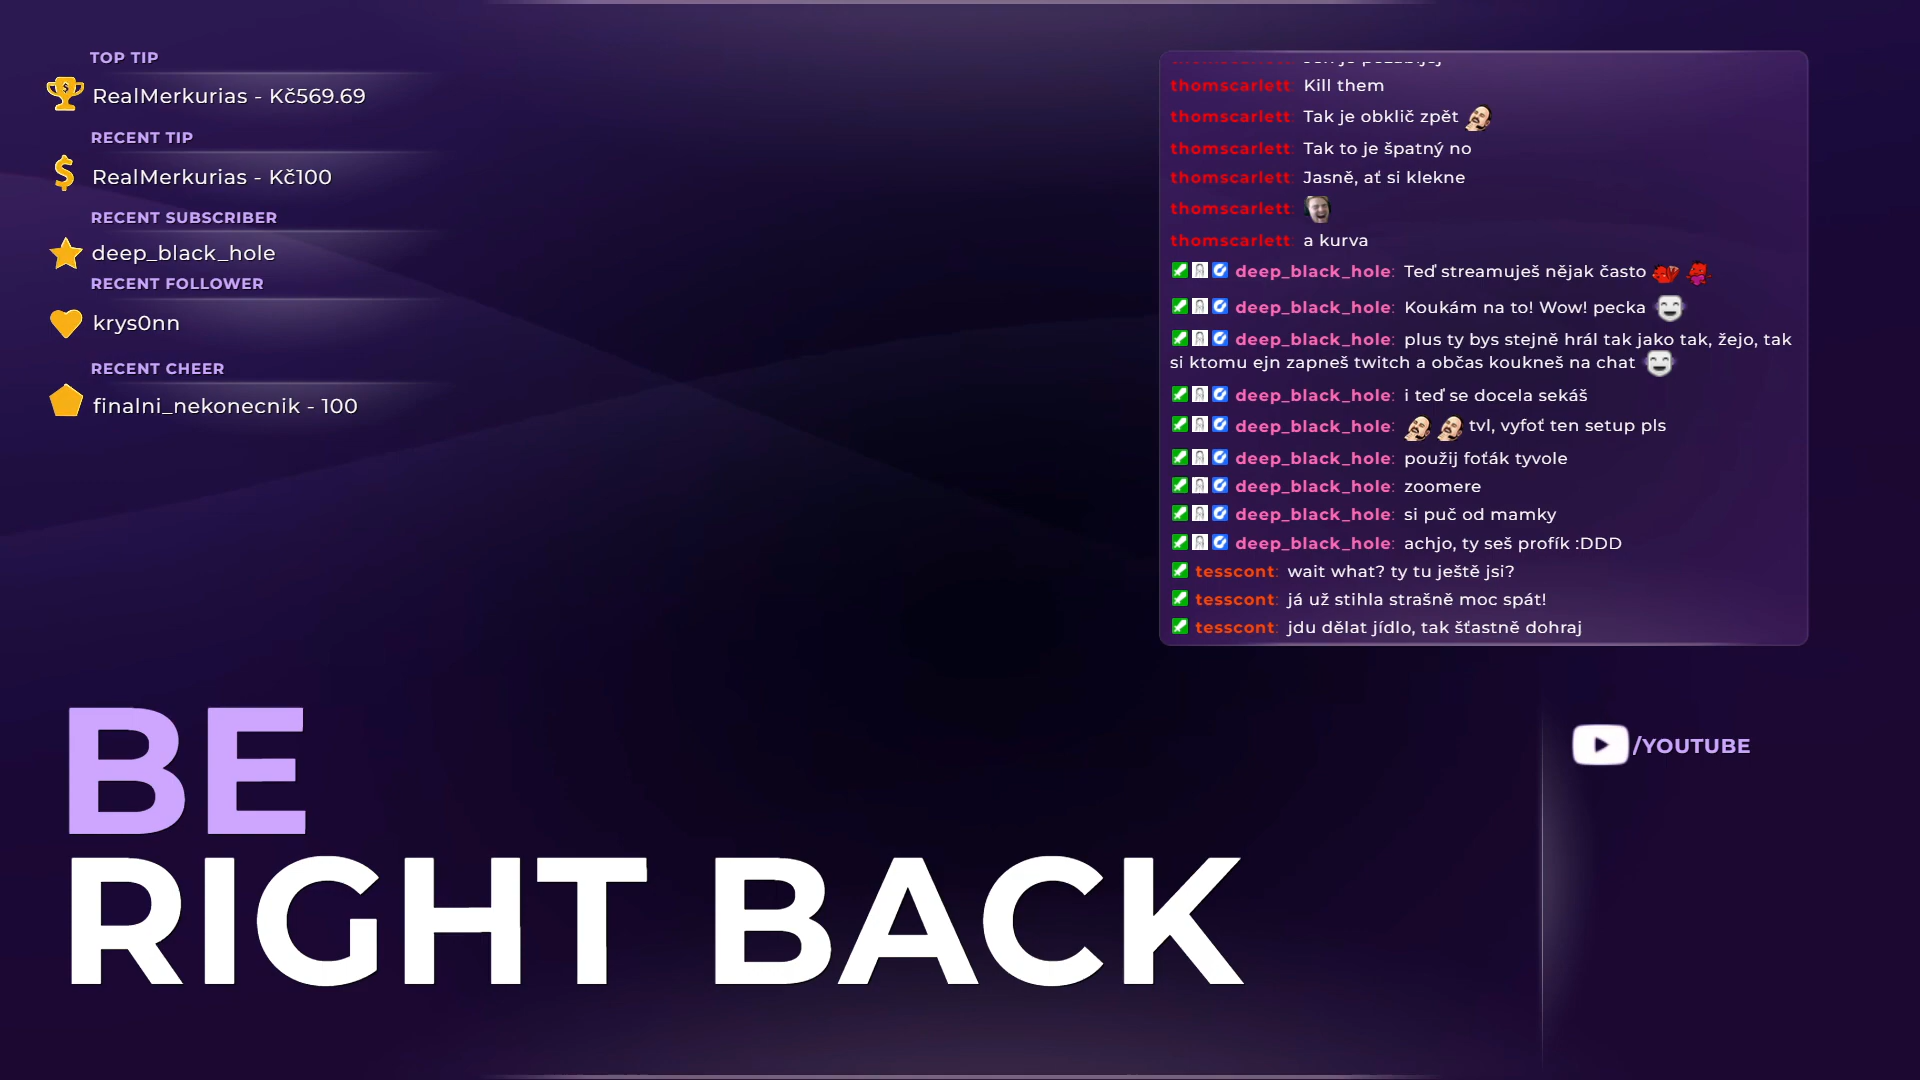 TOP TIP
RealMerkurias - Kč569.69
RECENT TIP
RealMerkurias - Kč100
RECENT SUBSCRIBER
deep_black_hole
RECENT FOLLOWER
krys0nn
RECENT CHEER
finalni_nekonecnik - 100
thomscarlett: Kill them
thomscarlett: Tak je obklič zpět
thomscarlett: Tak to je špatný no
thomscarlett: Jasně, ať si klekne
thomscarlett:
thomscarlett: a kurva
deep_black_hole: Teď streamuješ nějak často
deep_black_hole: Koukám na to! Wow! pecka
deep_black_hole: plus ty bys stejně hrál tak jako tak, žejo, tak
si ktomu ejn zapneš twitch a občas koukneš na chat
deep_black_hole: i teď se docela sekáš
deep_black_hole: tvl, vyfoť ten setup pls
deep_black_hole: použij foťák tyvole
deep_black_hole: zoomere
deep_black_hole: si puč od mamky
deep_black_hole: achjo, ty seš profík :DDD
tesscont: wait what? ty tu ještě jsi?
tesscont: já už stihla strašně moc spát!
tesscont: jdu dělat jídlo, tak šťastně dohraj
/YOUTUBE
BE
RIGHT BACK